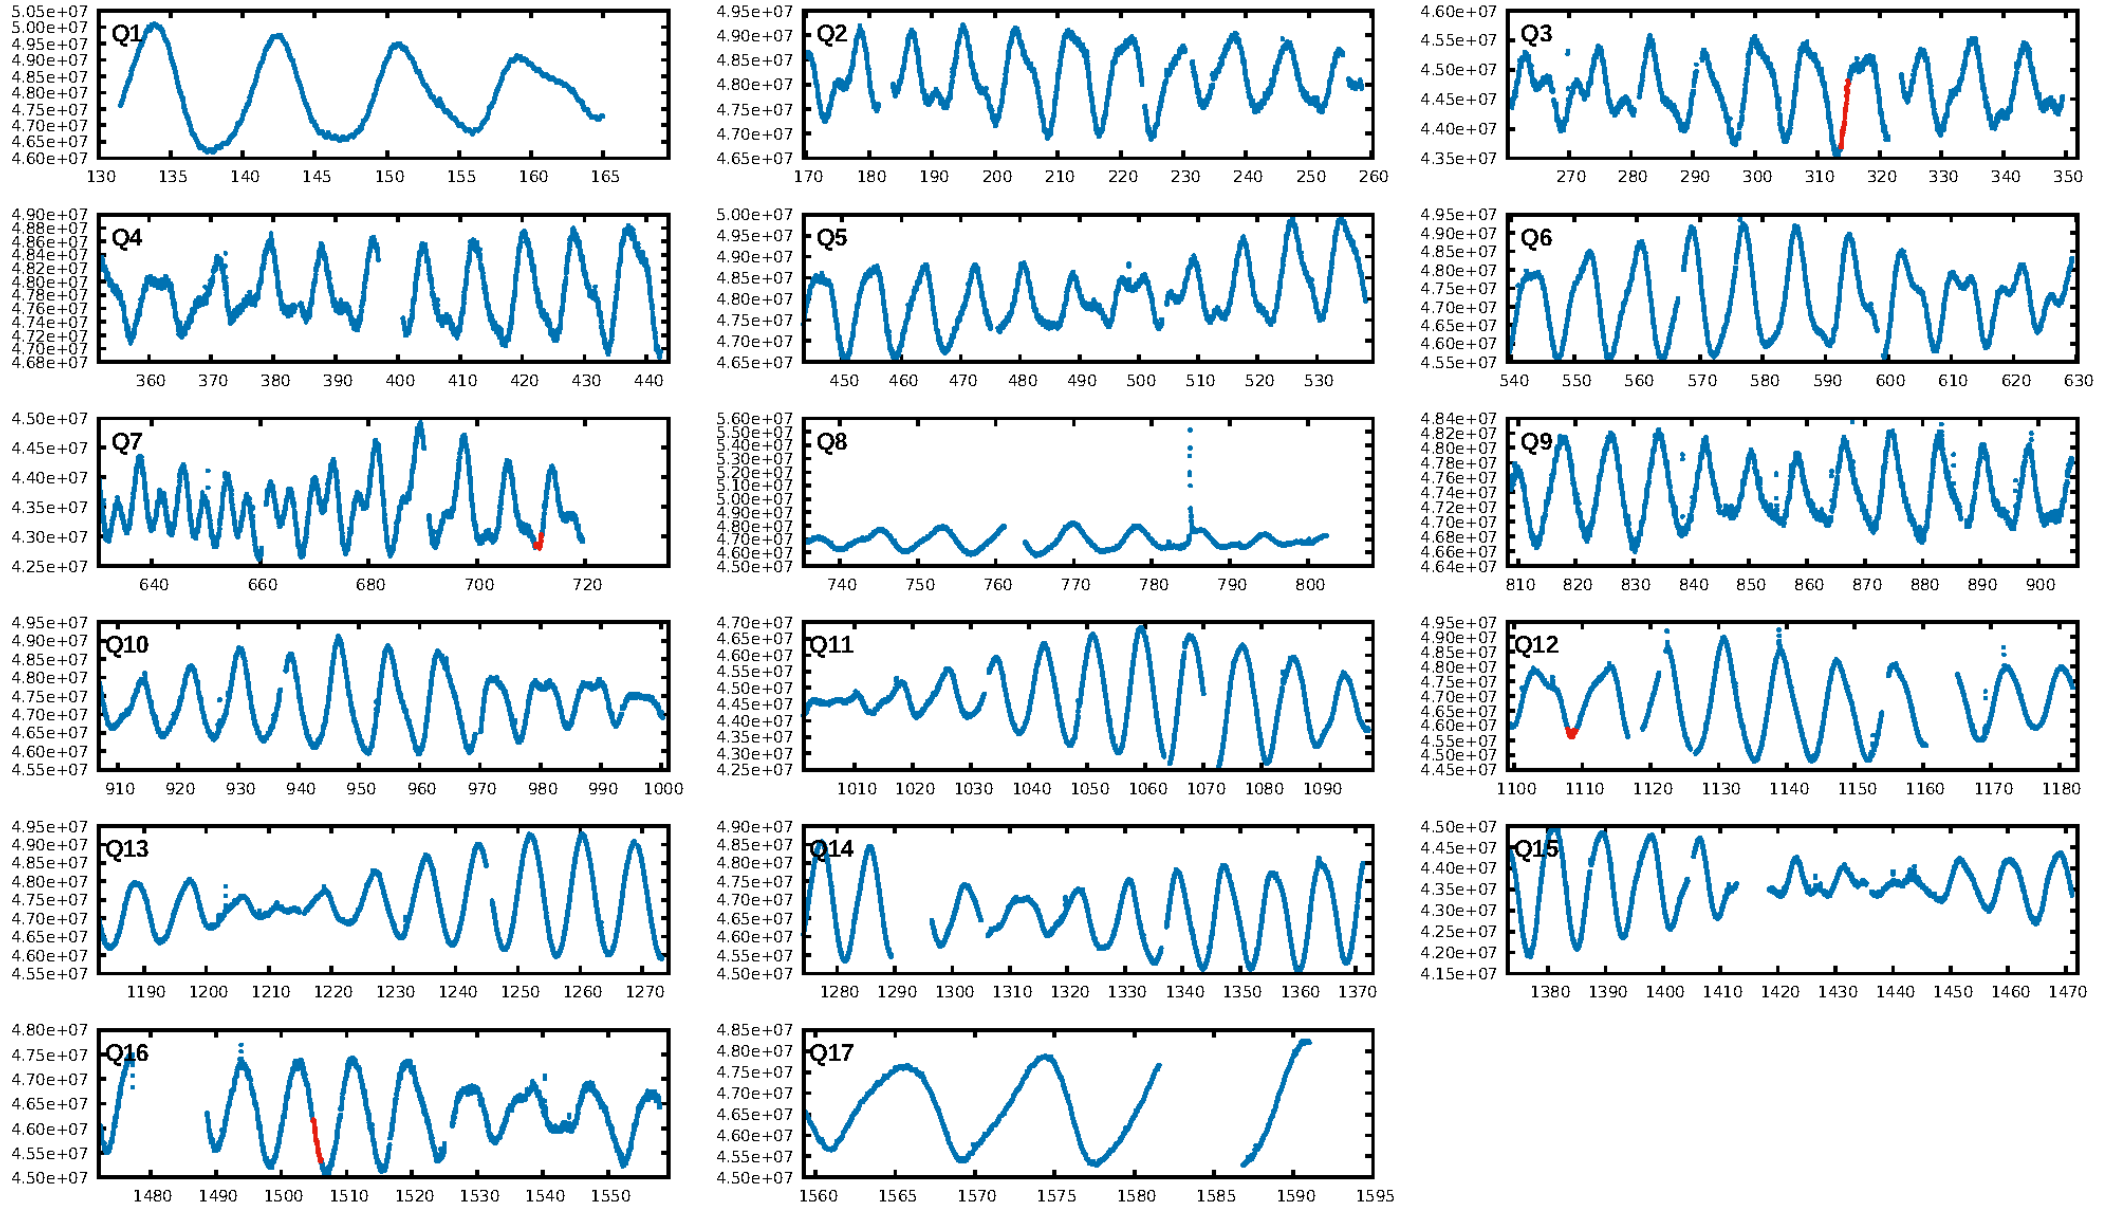 Q1
5.05e+07
5.00e+07
4.95e+07
4.90e+07
4.85e+07
4.80e+07
4.75e+07
4.70e+07
4.65e+07
4.60e+07
130 135 140 145 150 155 160 165
Q2
4.95e+07
4.90e+07
4.85e+07
4.80e+07
4.75e+07
4.70e+07
4.65e+07
170 180 190 200 210 220 230 240 250 260
Q3
4.60e+07
4.55e+07
4.50e+07
4.45e+07
4.40e+07
4.35e+07
270 280 290 300 310 320 330 340 350
Q4
4.90e+07
4.88e+07
4.86e+07
4.84e+07
4.82e+07
4.80e+07
4.78e+07
4.76e+07
4.74e+07
4.72e+07
4.70e+07
4.68e+07
360 370 380 390 400 410 420 430 440
Q5
5.00e+07
4.95e+07
4.90e+07
4.85e+07
4.80e+07
4.75e+07
4.70e+07
4.65e+07
450 460 470 480 490 500 510 520 530
Q6
4.95e+07
4.90e+07
4.85e+07
4.80e+07
4.75e+07
4.70e+07
4.65e+07
4.60e+07
4.55e+07
540 550 560 570 580 590 600 610 620 630
Q7
4.50e+07
4.45e+07
4.40e+07
4.35e+07
4.30e+07
4.25e+07
640 660 680 700 720
Q8
5.60e+07
5.50e+07
5.40e+07
5.30e+07
5.20e+07
5.10e+07
5.00e+07
4.90e+07
4.80e+07
4.70e+07
4.60e+07
4.50e+07
740 750 760 770 780 790 800
Q9
4.84e+07
4.82e+07
4.80e+07
4.78e+07
4.76e+07
4.74e+07
4.72e+07
4.70e+07
4.68e+07
4.66e+07
4.64e+07
810 820 830 840 850 860 870 880 890 900
Q10
4.95e+07
4.90e+07
4.85e+07
4.80e+07
4.75e+07
4.70e+07
4.65e+07
4.60e+07
4.55e+07
910 920 930 940 950 960 970 980 990 1000
Q11
4.70e+07
4.65e+07
4.60e+07
4.55e+07
4.50e+07
4.45e+07
4.40e+07
4.35e+07
4.30e+07
4.25e+07
1010 1020 1030 1040 1050 1060 1070 1080 1090
Q12
4.95e+07
4.90e+07
4.85e+07
4.80e+07
4.75e+07
4.70e+07
4.65e+07
4.60e+07
4.55e+07
4.50e+07
4.45e+07
1100 1110 1120 1130 1140 1150 1160 1170 1180
Q13
4.95e+07
4.90e+07
4.85e+07
4.80e+07
4.75e+07
4.70e+07
4.65e+07
4.60e+07
4.55e+07
1190 1200 1210 1220 1230 1240 1250 1260 1270
Q14
4.90e+07
4.85e+07
4.80e+07
4.75e+07
4.70e+07
4.65e+07
4.60e+07
4.55e+07
4.50e+07
1280 1290 1300 1310 1320 1330 1340 1350 1360 1370
Q15
4.50e+07
4.45e+07
4.40e+07
4.35e+07
4.30e+07
4.25e+07
4.20e+07
4.15e+07
1380 1390 1400 1410 1420 1430 1440 1450 1460 1470
Q16
4.80e+07
4.75e+07
4.70e+07
4.65e+07
4.60e+07
4.55e+07
4.50e+07
1480 1490 1500 1510 1520 1530 1540 1550
Q17
4.85e+07
4.80e+07
4.75e+07
4.70e+07
4.65e+07
4.60e+07
4.55e+07
4.50e+07
1560 1565 1570 1575 1580 1585 1590 1595